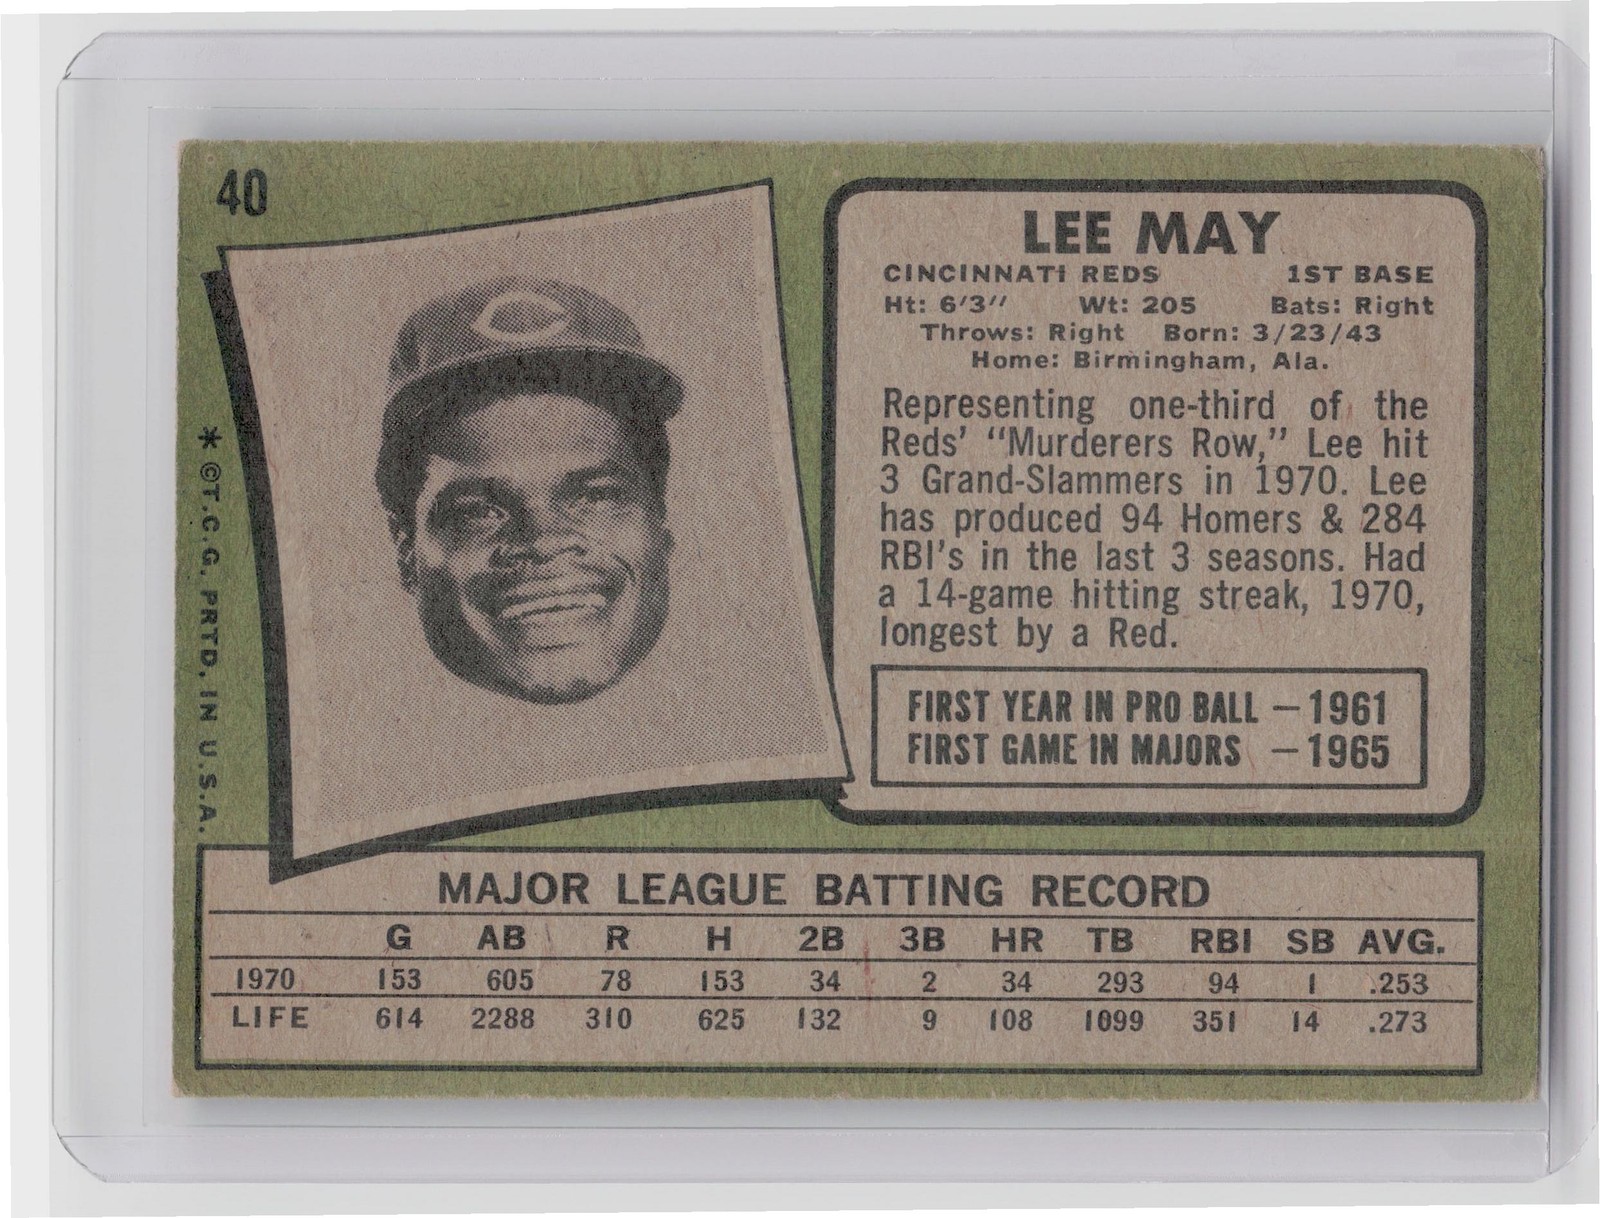 40
LEE MAY
CINCINNATI REDS 1ST BASE
Ht: 6'3" Wt: 205 Bats: Right
Throws: Right Born: 3/23/43
Home: Birmingham, Ala.
Representing one-third of the
Reds' "Murderers Row," Lee hit
3 Grand-Slammers in 1970. Lee
has produced 94 Homers & 284
RBI's in the last 3 seasons. Had
a 14-game hitting streak, 1970,
longest by a Red.
FIRST YEAR IN PRO BALL — 1961
FIRST GAME IN MAJORS — 1965
* ©T.C.G. PRTD. IN U.S.A.
MAJOR LEAGUE BATTING RECORD
G AB R H 2B 3B HR TB RBI SB AVG.
1970 153 605 78 153 34 2 34 293 94 1 .253
LIFE 614 2288 310 625 132 9 108 1099 351 14 .273